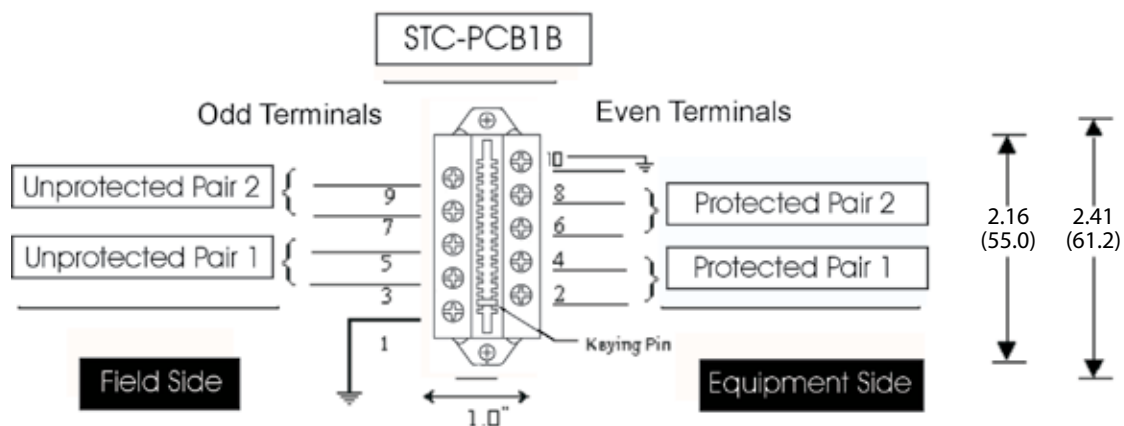 STC-PCB1B
Odd Terminals
Even Terminals
10
Unprotected Pair 2
9
8
Protected Pair 2
7
6
Unprotected Pair 1
5
4
Protected Pair 1
3
2
1
Keying Pin
2.16
(55.0)
2.41
(61.2)
Field Side
Equipment Side
1.0"